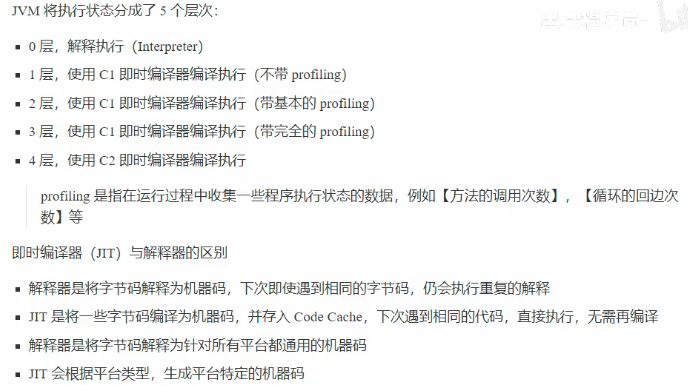 JVM 将执行状态分成了 5 个层次：
▪ 0 层，解释执行（Interpreter）
▪ 1 层，使用 C1 即时编译器编译执行（不带 profiling）
▪ 2 层，使用 C1 即时编译器编译执行（带基本的 profiling）
▪ 3 层，使用 C1 即时编译器编译执行（带完全的 profiling）
▪ 4 层，使用 C2 即时编译器编译执行
profiling 是指在运行过程中收集一些程序执行状态的数据，例如【方法的调用次数】，【循环的回边次
数】等
即时编译器（JIT）与解释器的区别
▪ 解释器是将字节码解释为机器码，下次即使遇到相同的字节码，仍会执行重复的解释
▪ JIT 是将一些字节码编译为机器码，并存入 Code Cache，下次遇到相同的代码，直接执行，无需再编译
▪ 解释器是将字节码解释为针对所有平台都通用的机器码
▪ JIT 会根据平台类型，生成平台特定的机器码